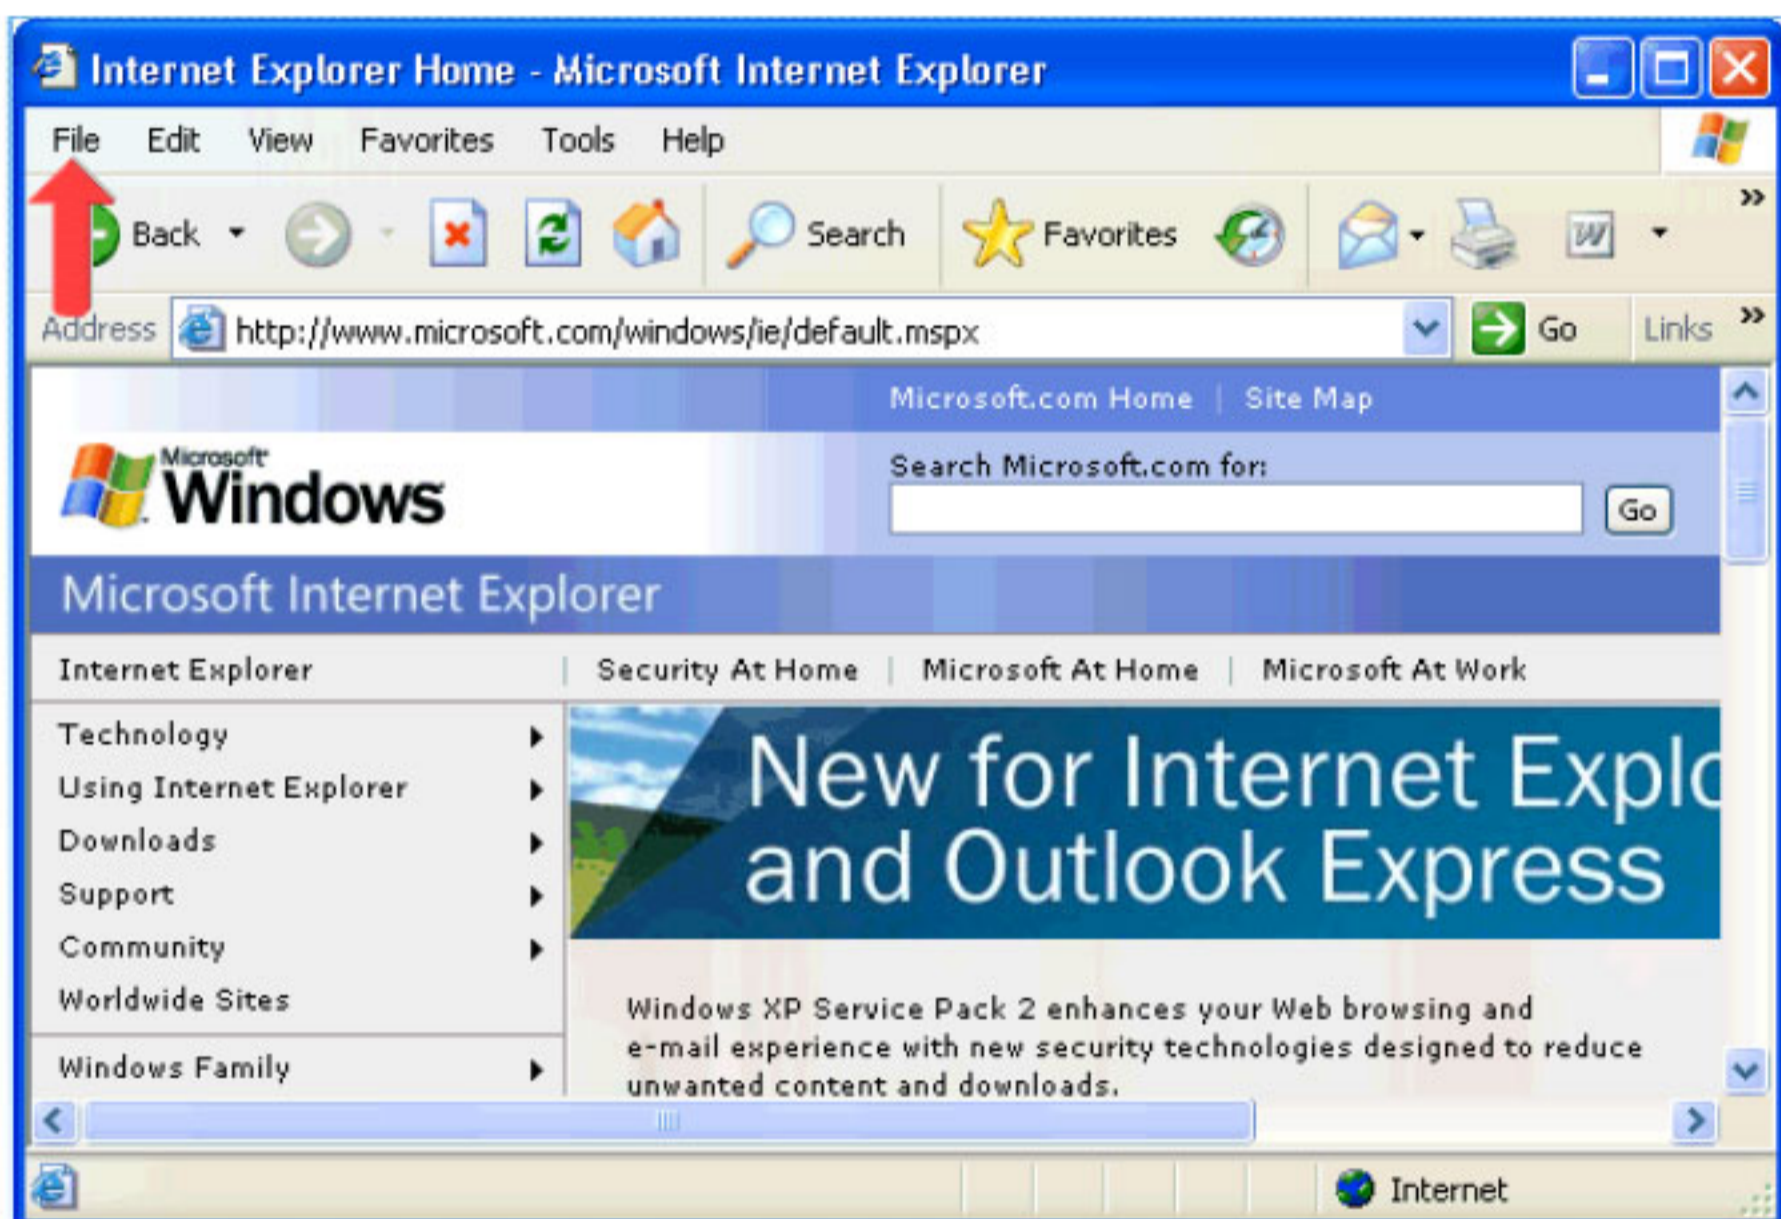 Internet Explorer Home - Microsoft Internet Explorer
File Edit View Favorites Tools Help
Back Search Favorites W
Address http://www.microsoft.com/windows/ie/default.mspx Go Links
Microsoft.com Home | Site Map
Microsoft
Windows
Search Microsoft.com for:
Go
Microsoft Internet Explorer
Internet Explorer | Security At Home | Microsoft At Home | Microsoft At Work
Technology
Using Internet Explorer
Downloads
Support
Community
Worldwide Sites
Windows Family
New for Internet Explo
and Outlook Express
Windows XP Service Pack 2 enhances your Web browsing and
e-mail experience with new security technologies designed to reduce
unwanted content and downloads.
Internet